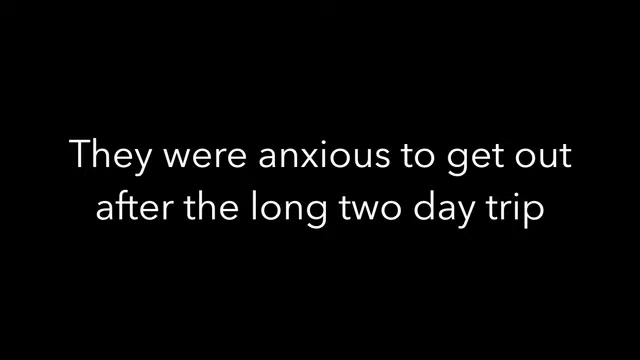 They were anxious to get out
after the long two day trip